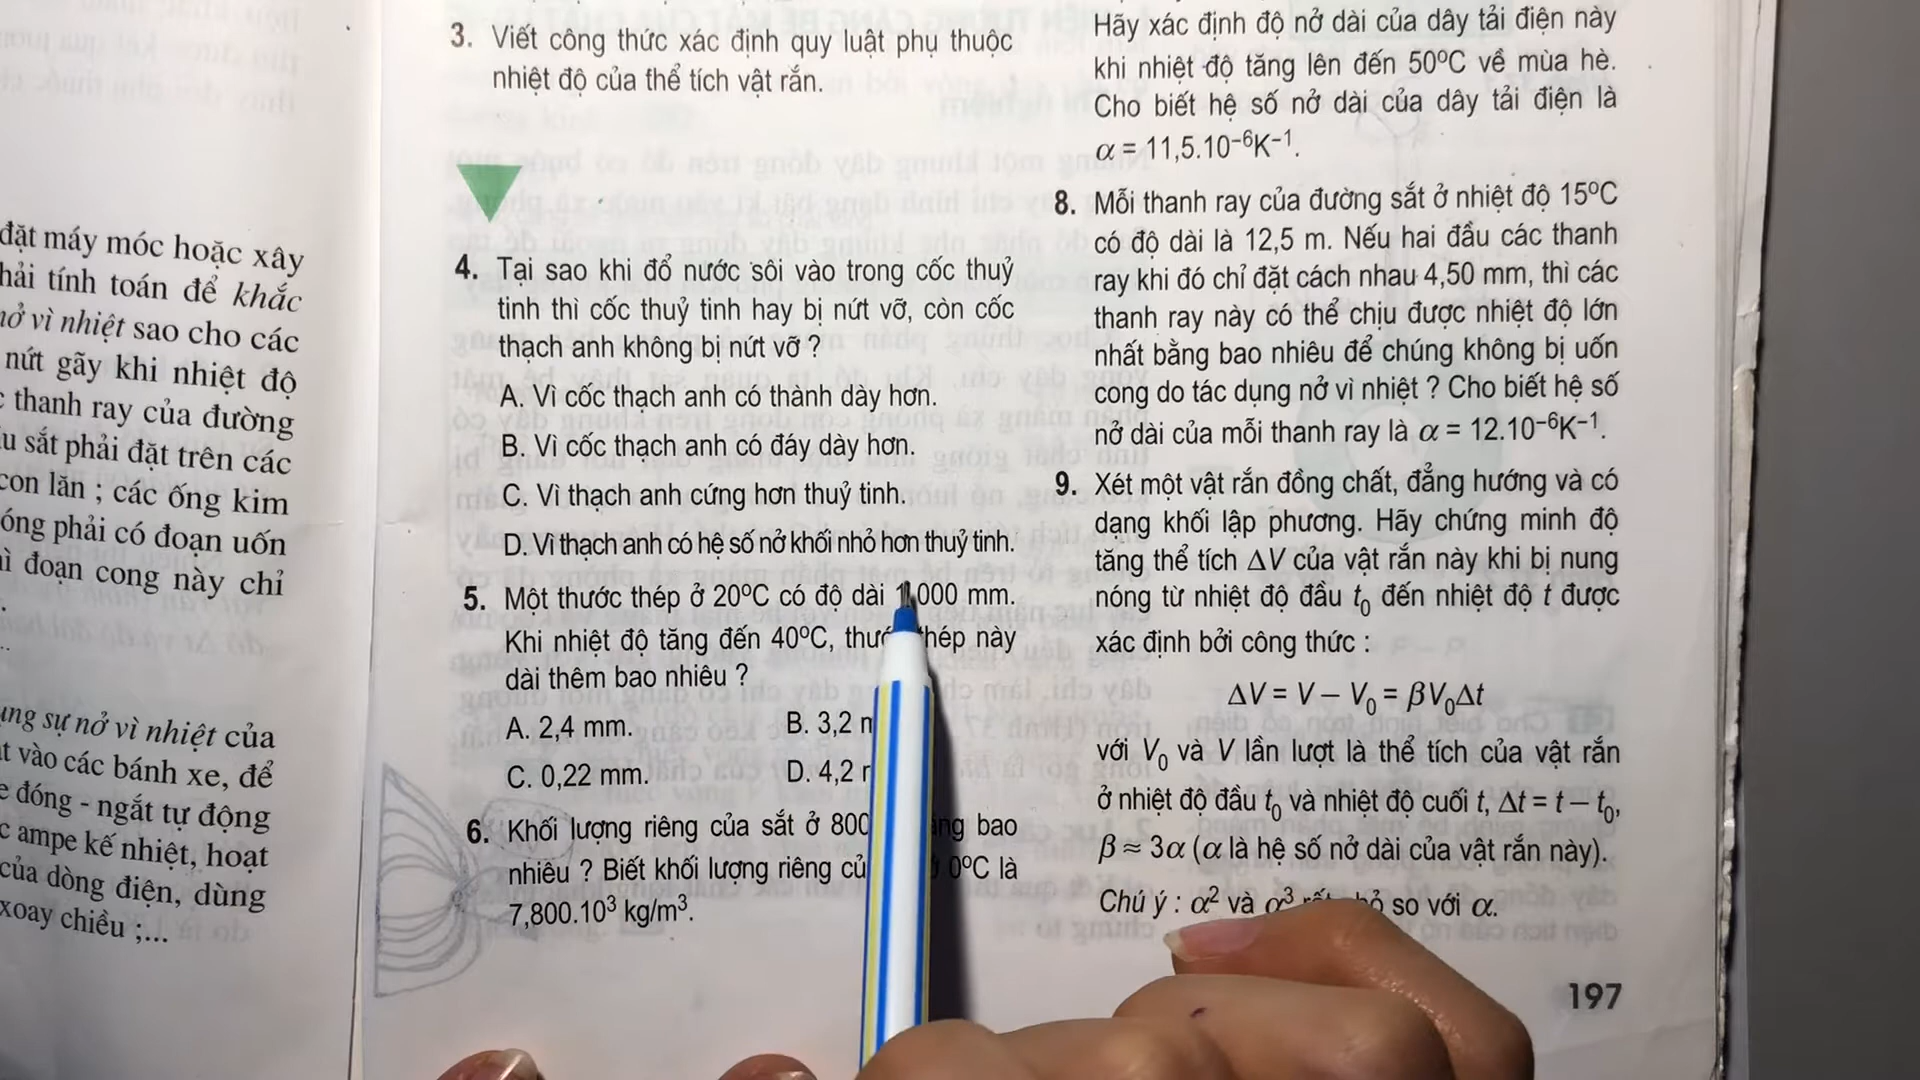 đặt máy móc hoặc xây
hải tính toán để khắc
nở vì nhiệt sao cho các
nứt gãy khi nhiệt độ
thanh ray của đường
sắt phải đặt trên các
con lăn ; các ống kim
óng phải có đoạn uốn
đoạn cong này chỉ
sự nở vì nhiệt của
vào các bánh xe, để
đóng - ngắt tự động
ampe kế nhiệt, hoạt
của dòng điện, dùng
xoay chiều ;...
3. Viết công thức xác định quy luật phụ thuộc
nhiệt độ của thể tích vật rắn.
4. Tại sao khi đổ nước sôi vào trong cốc thuỷ
tinh thì cốc thuỷ tinh hay bị nứt vỡ, còn cốc
thạch anh không bị nứt vỡ ?
A. Vì cốc thạch anh có thành dày hơn.
B. Vì cốc thạch anh có đáy dày hơn.
C. Vì thạch anh cứng hơn thuỷ tinh.
D. Vì thạch anh có hệ số nở khối nhỏ hơn thuỷ tinh.
5. Một thước thép ở 20⁰C có độ dài 1 000 mm.
Khi nhiệt độ tăng đến 40⁰C, thước thép này
dài thêm bao nhiêu ?
A. 2,4 mm. B. 3,2
C. 0,22 mm. D. 4,2
6. Khối lượng riêng của sắt ở 800 bao
nhiêu ? Biết khối lượng riêng 0⁰C là
7,800.10³ kg/m³.
Hãy xác định độ nở dài của dây tải điện này
khi nhiệt độ tăng lên đến 50⁰C về mùa hè.
Cho biết hệ số nở dài của dây tải điện là
α = 11,5.10⁻⁶K⁻¹.
8. Mỗi thanh ray của đường sắt ở nhiệt độ 15⁰C
có độ dài là 12,5 m. Nếu hai đầu các thanh
ray khi đó chỉ đặt cách nhau 4,50 mm, thì các
thanh ray này có thể chịu được nhiệt độ lớn
nhất bằng bao nhiêu để chúng không bị uốn
cong do tác dụng nở vì nhiệt ? Cho biết hệ số
nở dài của mỗi thanh ray là α = 12.10⁻⁶K⁻¹.
9. Xét một vật rắn đồng chất, đẳng hướng và có
dạng khối lập phương. Hãy chứng minh độ
tăng thể tích ΔV của vật rắn này khi bị nung
nóng từ nhiệt độ đầu t₀ đến nhiệt độ t được
xác định bởi công thức :
ΔV = V – V₀ = βV₀Δt
với V₀ và V lần lượt là thể tích của vật rắn
ở nhiệt độ đầu t₀ và nhiệt độ cuối t, Δt = t – t₀,
β ≈ 3α (α là hệ số nở dài của vật rắn này).
Chú ý : α² và α³ rất nhỏ so với α.
197